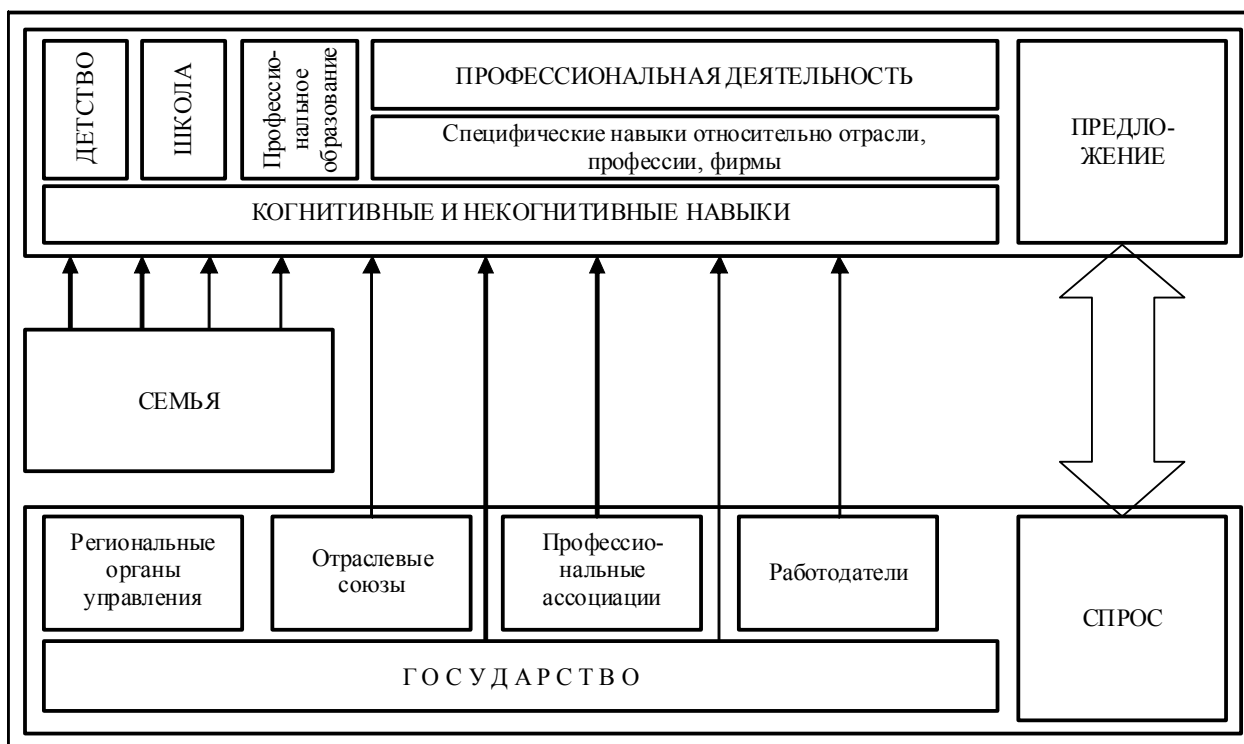 ДЕТСТВО
ШКОЛА
Профессио-
нальное
образование
ПРОФЕССИОНАЛЬНАЯ ДЕЯТЕЛЬНОСТЬ
Специфические навыки относительно отрасли,
профессии, фирмы
КОГНИТИВНЫЕ И НЕКОГНИТИВНЫЕ НАВЫКИ
ПРЕДЛО-
ЖЕНИЕ
СЕМЬЯ
Региональные
органы
управления
Отраслевые
союзы
Профессио-
нальные
ассоциации
Работодатели
Г О С У Д А Р С Т В О
СПРОС